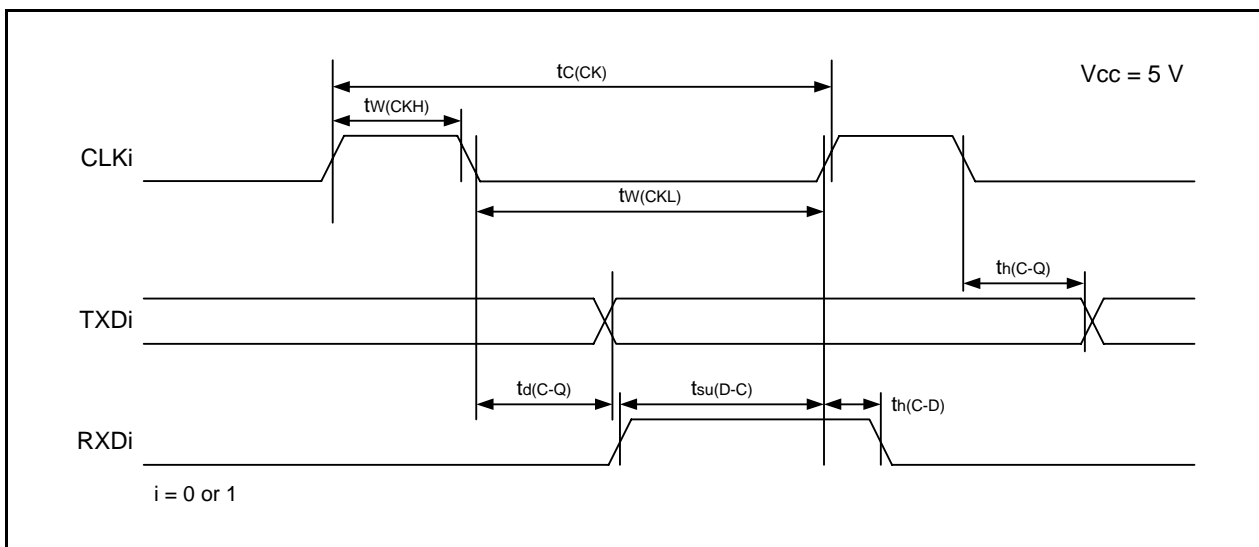 tC(CK)
Vcc = 5 V
tW(CKH)
CLKi
tW(CKL)
th(C-Q)
TXDi
td(C-Q)
tsu(D-C)
th(C-D)
RXDi
i = 0 or 1